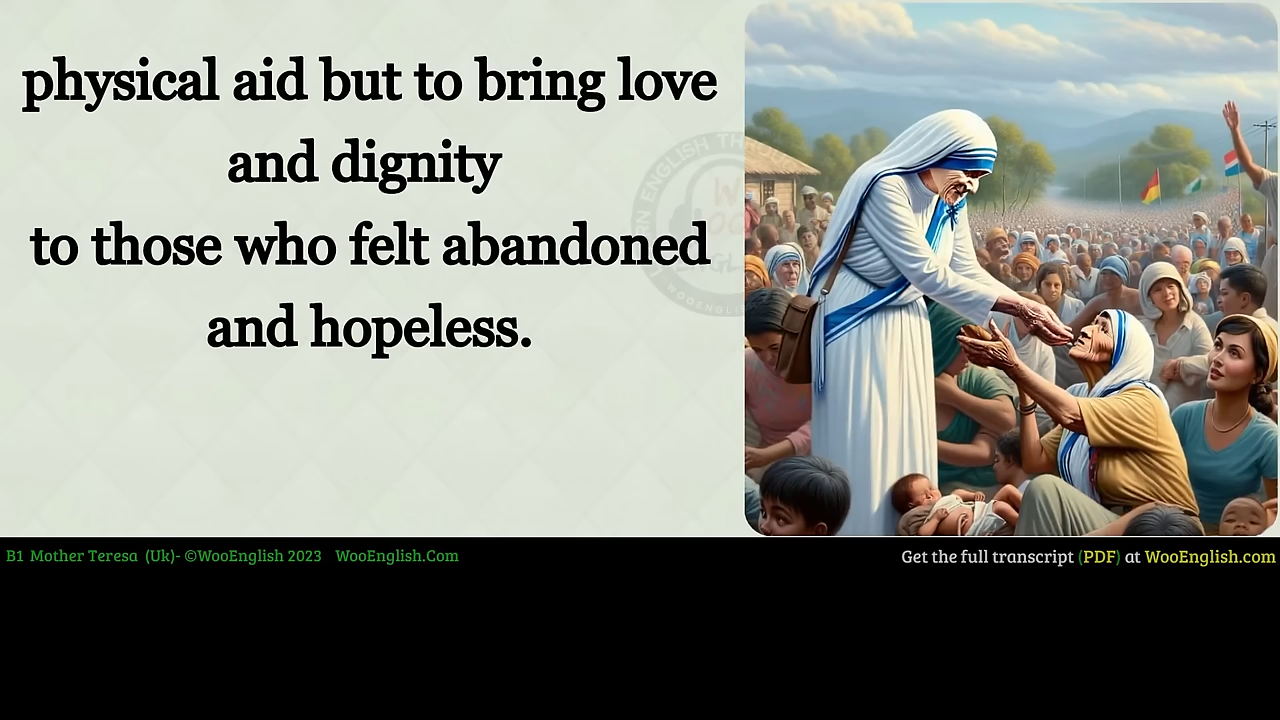 physical aid but to bring love
and dignity
to those who felt abandoned
and hopeless.
B1 Mother Teresa (Uk)- ©WooEnglish 2023 WooEnglish.Com
Get the full transcript (PDF) at WooEnglish.com